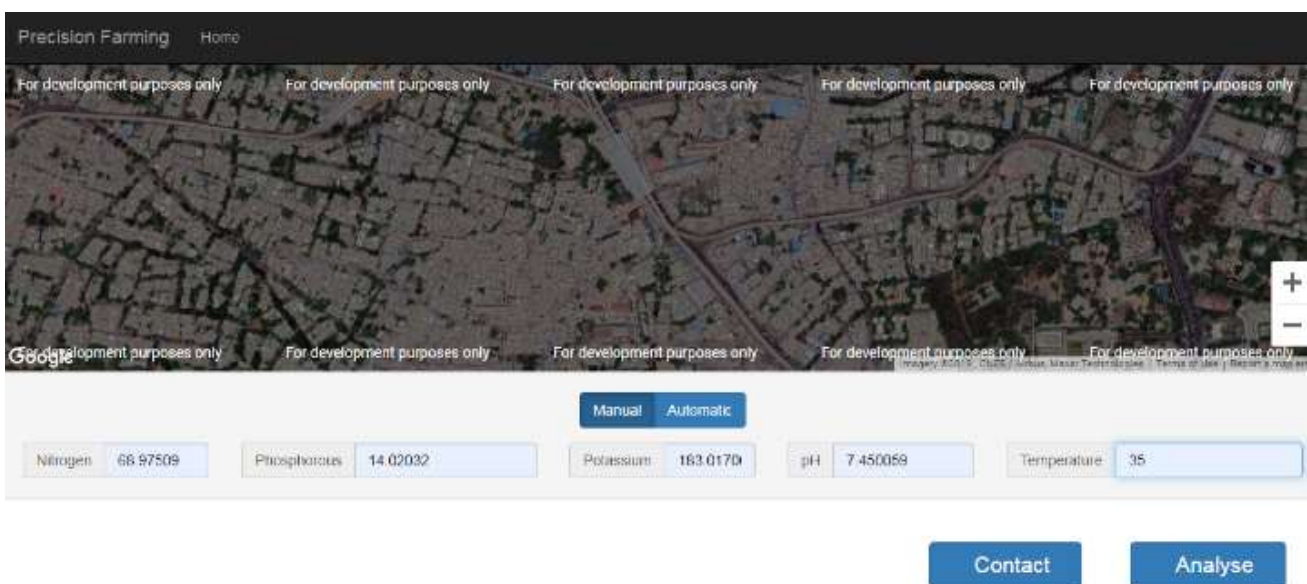 Precision Farming Home
For development purposes only For development purposes only For development purposes only For development purposes only For development purposes only
Google
For development purposes only For development purposes only For development purposes only For development purposes only For development purposes only
Manual Automatic
Nitrogen 68.97509 Phosphorous 14.02032 Potassium 183.0170 pH 7.450059 Temperature 35
Contact Analyse